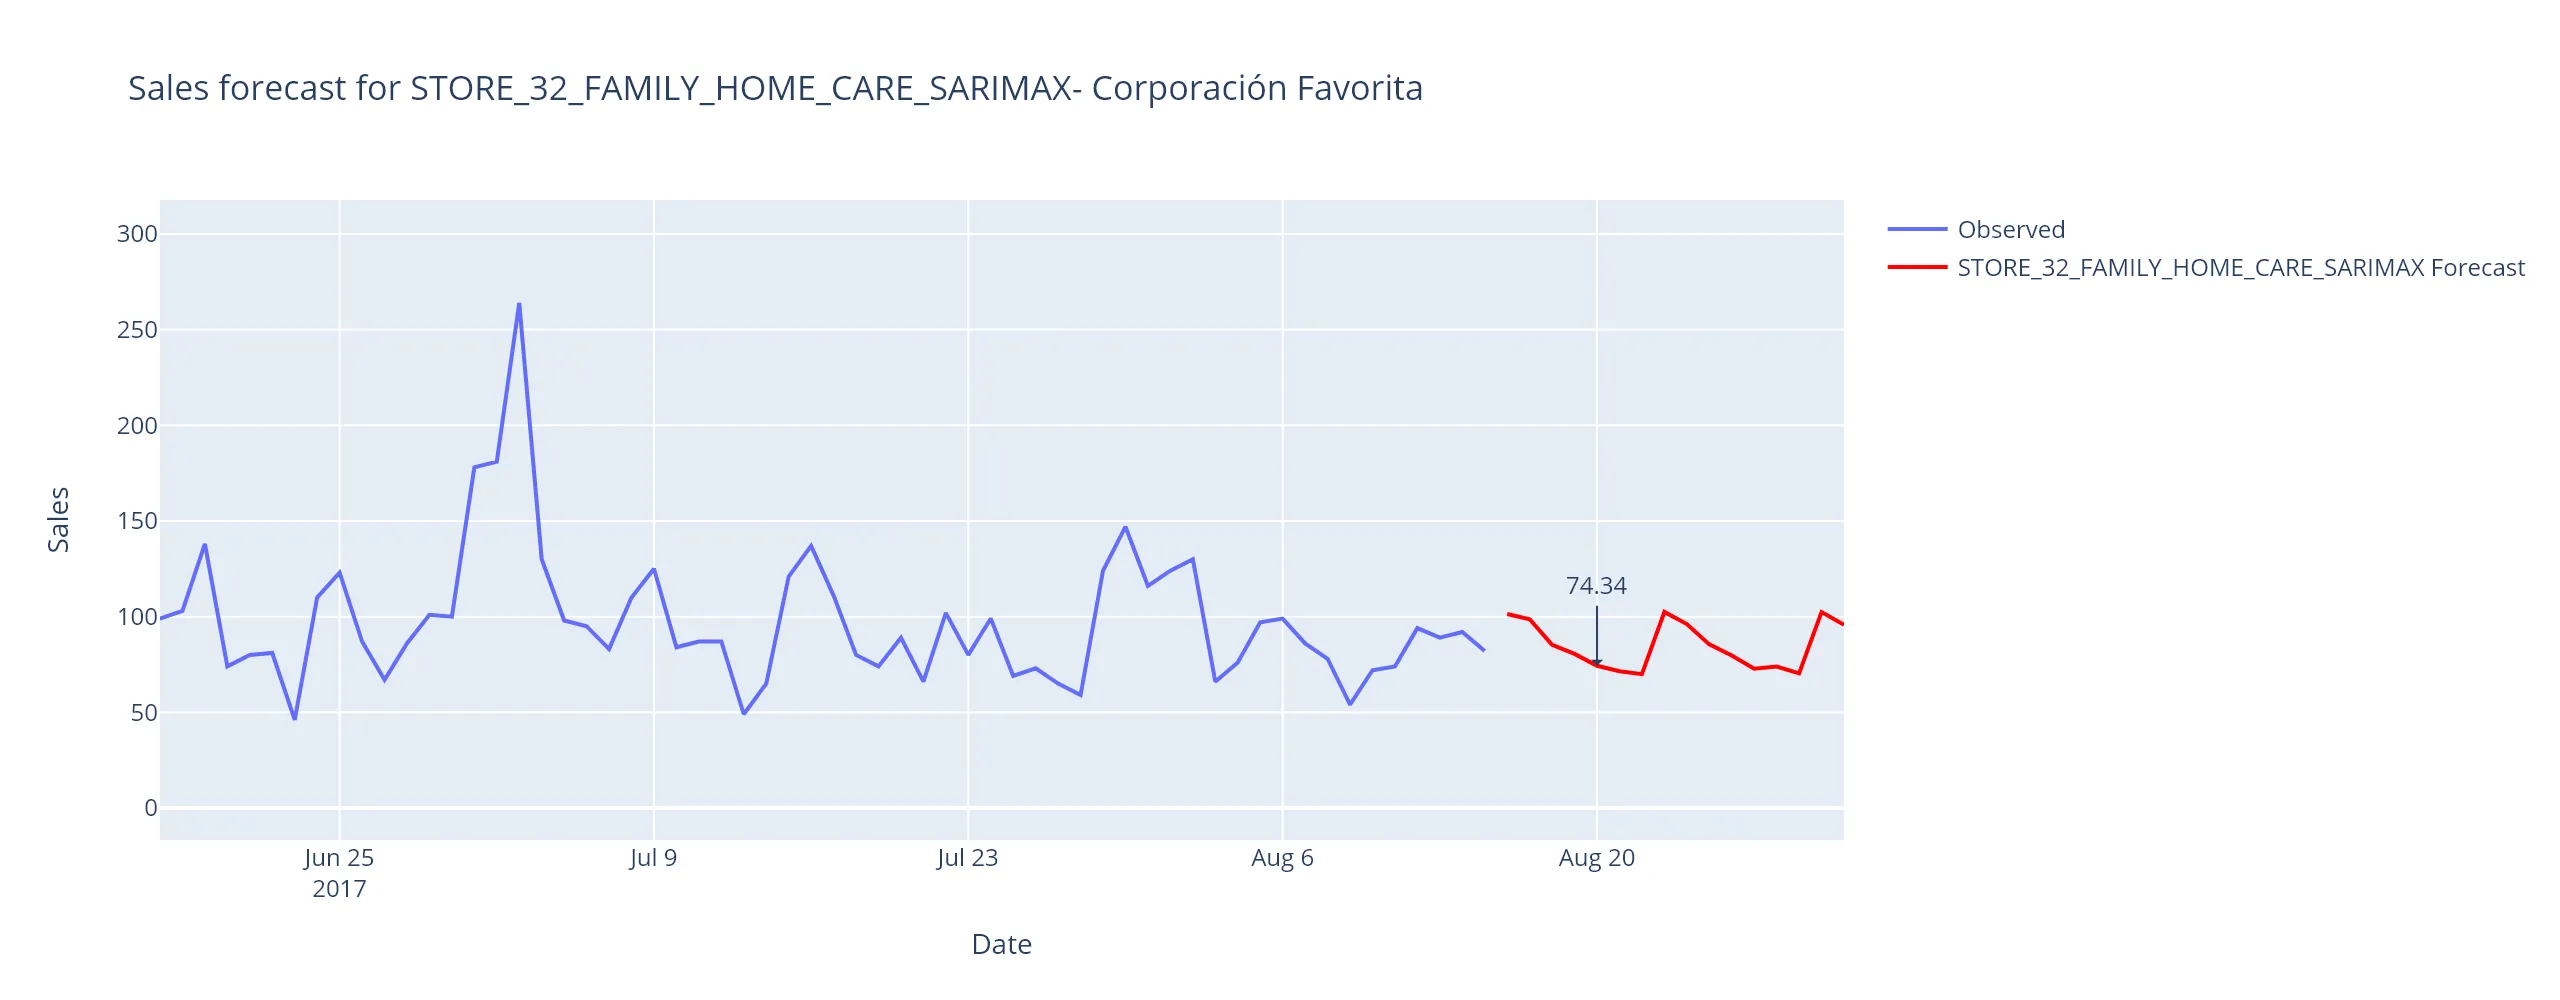 Sales forecast for STORE_32_FAMILY_HOME_CARE_SARIMAX- Corporación Favorita
Observed
STORE_32_FAMILY_HOME_CARE_SARIMAX Forecast
300
250
200
150
100
50
0
Sales
74.34
Jun 25
2017
Jul 9
Jul 23
Aug 6
Aug 20
Date